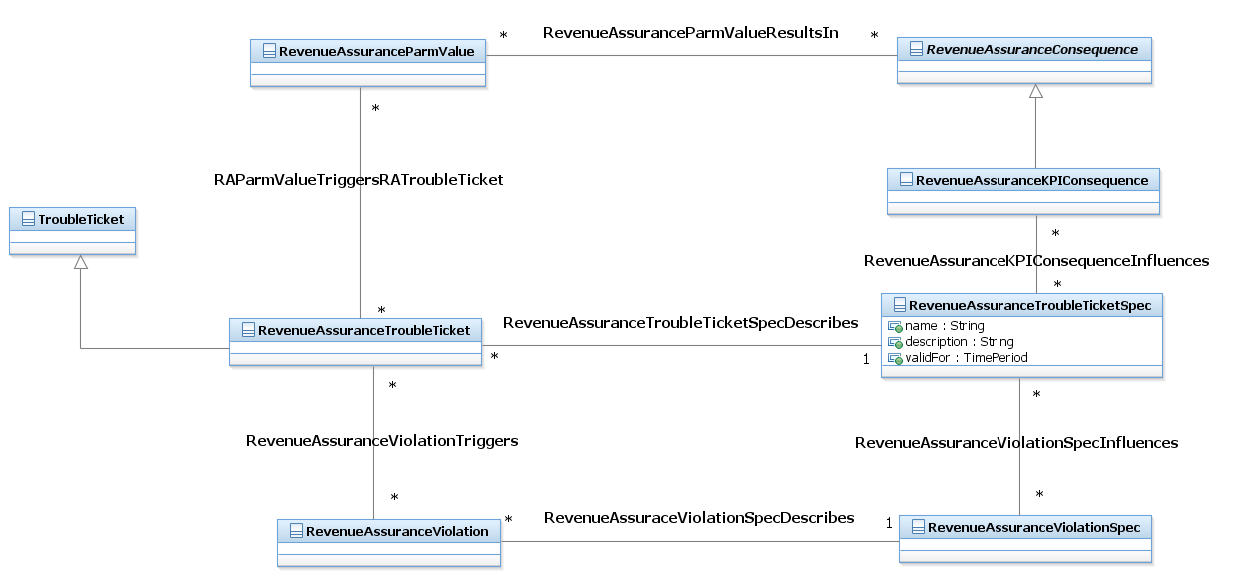 RevenueAssuranceParmValueResultsIn
*
*
RevenueAssuranceParmValue
RevenueAssuranceConsequence
*
RAParmValueTriggersRATroubleTicket
RevenueAssuranceKPIConsequence
TroubleTicket
*
RevenueAssuranceKPIConsequenceInfluences
*
RevenueAssuranceTroubleTicketSpec
name : String
description : String
validFor : TimePeriod
*
RevenueAssuranceTroubleTicket
RevenueAssuranceTroubleTicketSpecDescribes
*
1
*
*
RevenueAssuranceViolationTriggers
RevenueAssuranceViolationSpecInfluences
*
*
RevenueAssuraceViolationSpecDescribes
*
1
RevenueAssuranceViolation
RevenueAssuranceViolationSpec